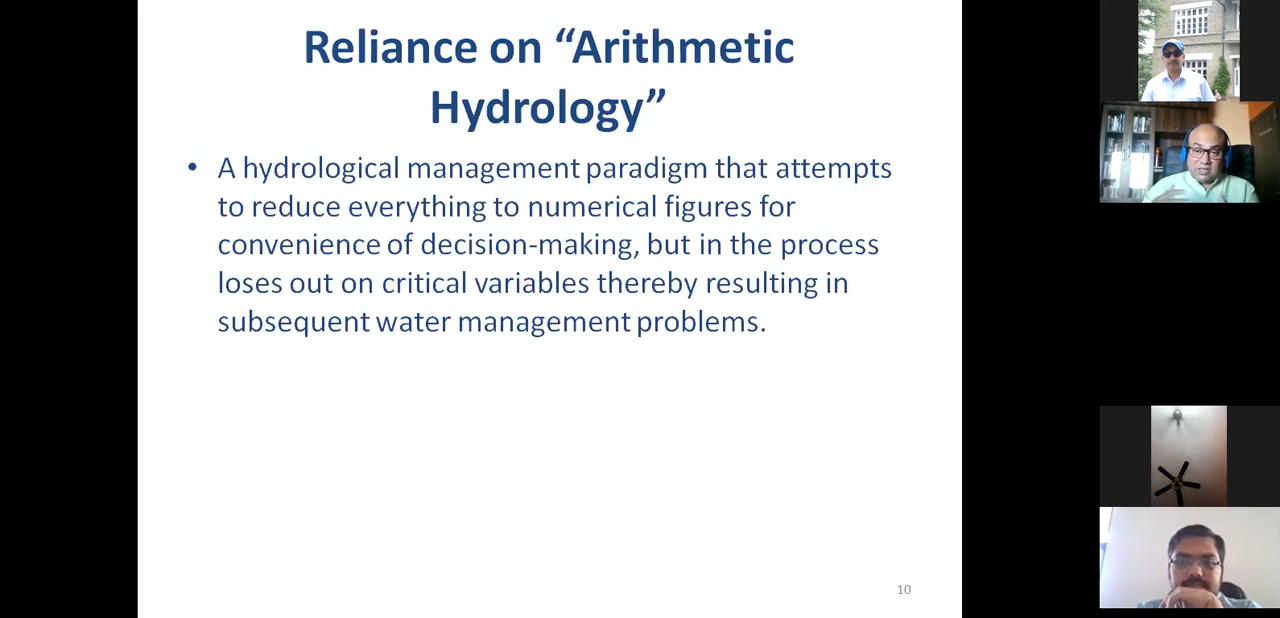 Reliance on “Arithmetic
Hydrology”
• A hydrological management paradigm that attempts
to reduce everything to numerical figures for
convenience of decision-making, but in the process
loses out on critical variables thereby resulting in
subsequent water management problems.
10